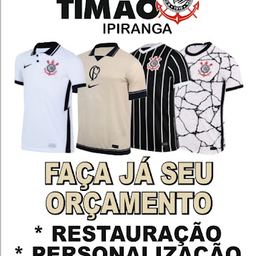 TIMÃO
IPIRANGA
FAÇA JÁ SEU
ORÇAMENTO
* RESTAURAÇÃO
* PERSONALIZAÇÃO